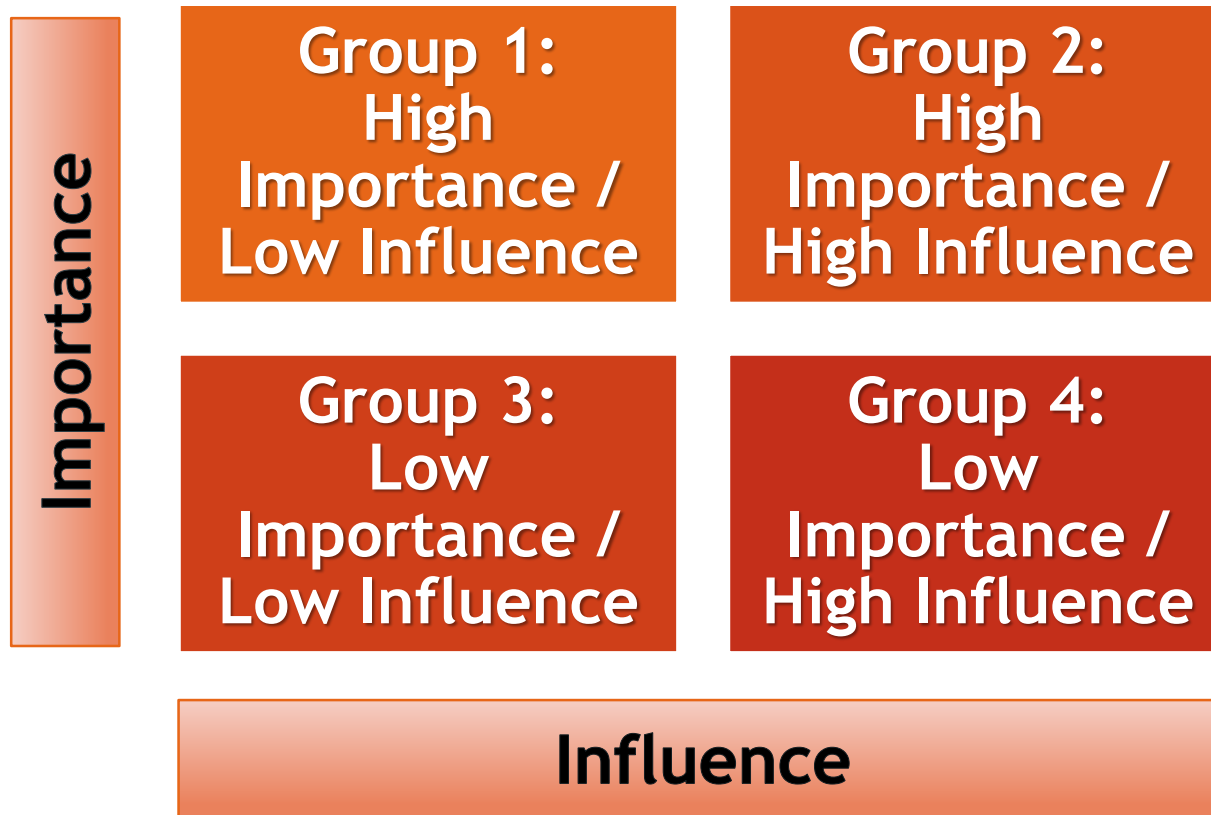 Importance
Group 1:
High
Importance /
Low Influence
Group 2:
High
Importance /
High Influence
Group 3:
Low
Importance /
Low Influence
Group 4:
Low
Importance /
High Influence
Influence